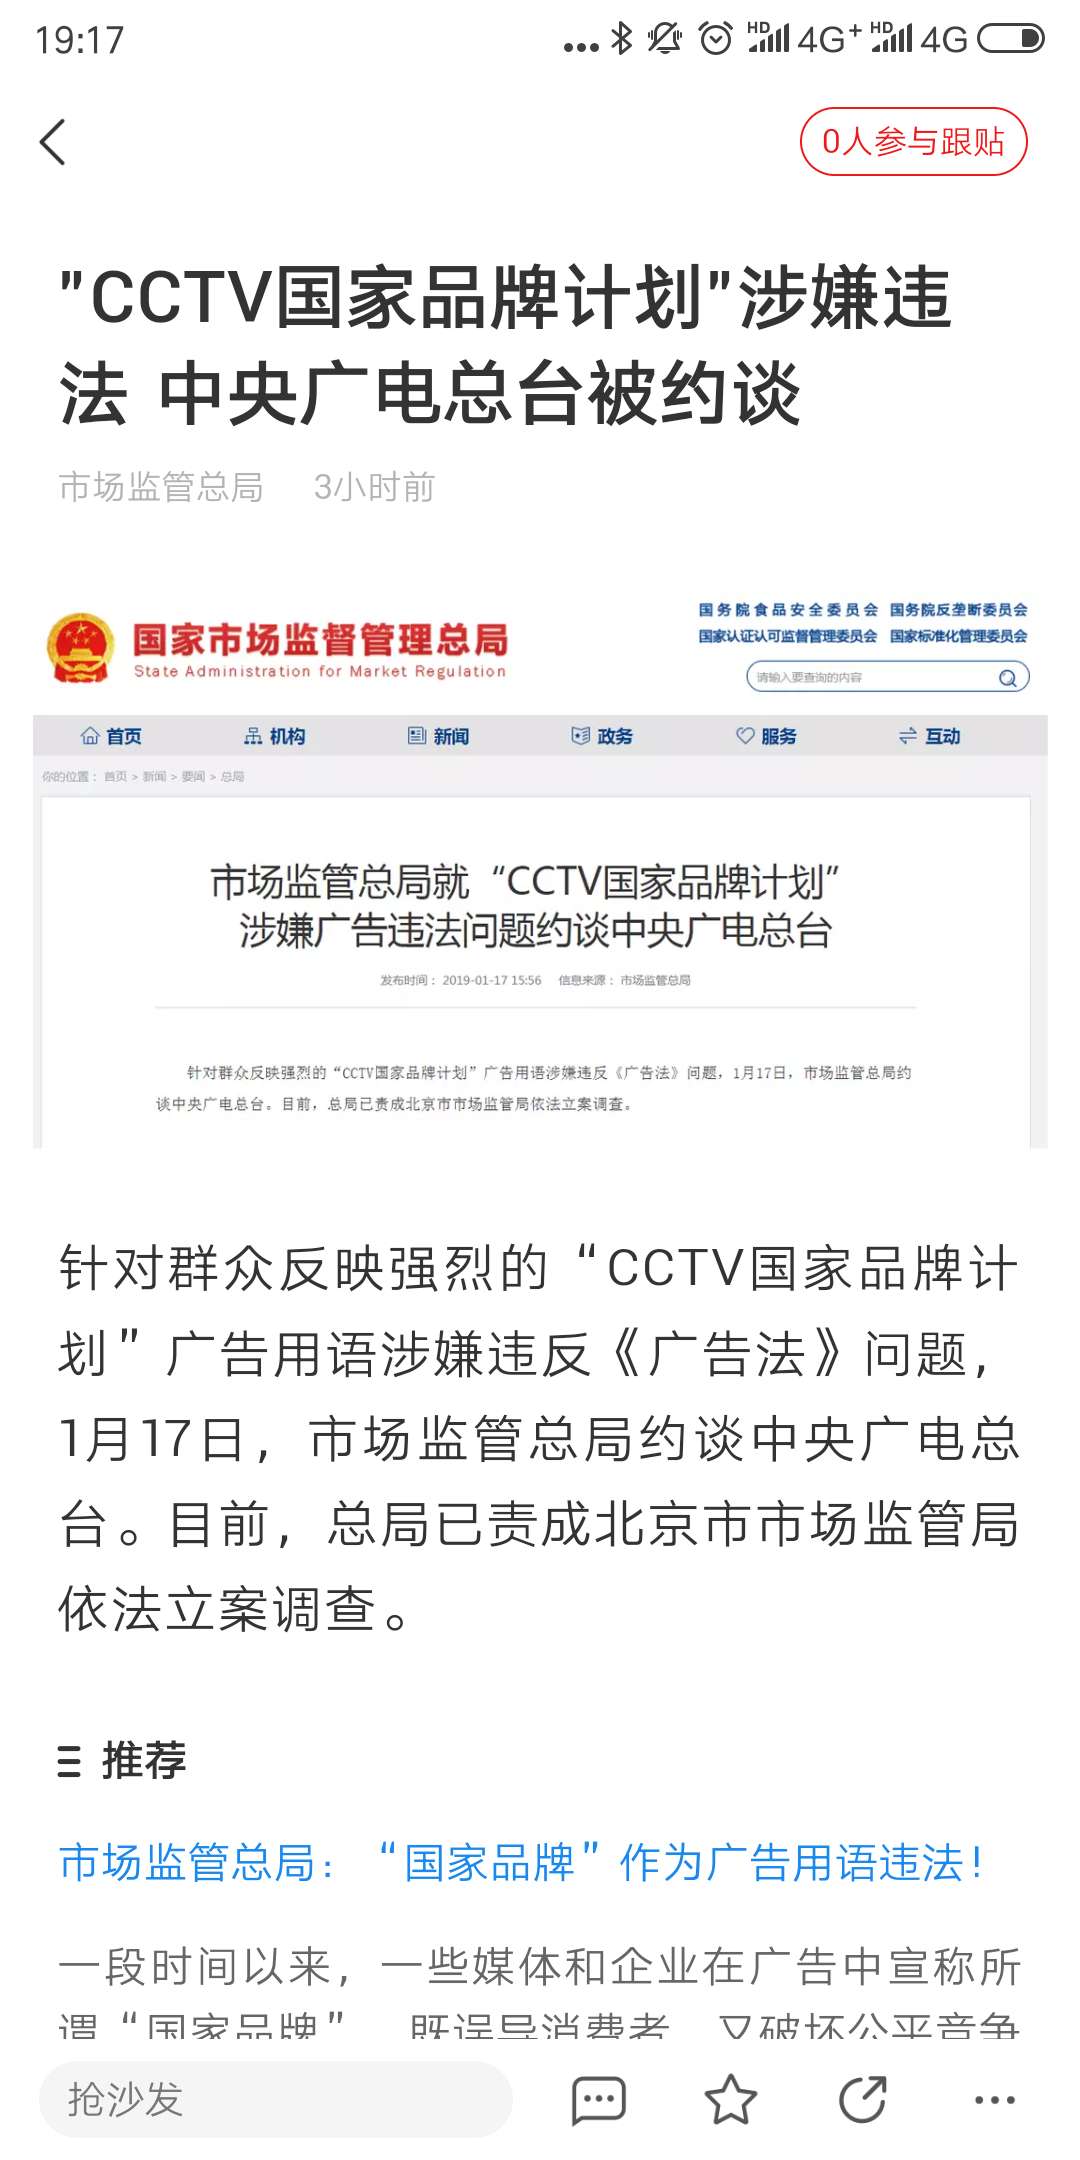 19:17
HD 4G+ HD 4G
0人参与跟贴
"CCTV国家品牌计划"涉嫌违
法 中央广电总台被约谈
市场监管总局 3小时前
国家市场监督管理总局
State Administration for Market Regulation
国务院食品安全委员会 国务院反垄断委员会
国家认证认可监督管理委员会 国家标准化管理委员会
请输入要查询的内容
首页 机构 新闻 政务 服务 互动
你的位置： 首页 > 新闻 > 要闻 > 总局
市场监管总局就“CCTV国家品牌计划”
涉嫌广告违法问题约谈中央广电总台
发布时间： 2019-01-17 15:56 信息来源： 市场监管总局
针对群众反映强烈的“CCTV国家品牌计划”广告用语涉嫌违反《广告法》问题，1月17日，市场监管总局约
谈中央广电总台。目前，总局已责成北京市市场监管局依法立案调查。
针对群众反映强烈的“CCTV国家品牌计
划”广告用语涉嫌违反《广告法》问题，
1月17日，市场监管总局约谈中央广电总
台。目前，总局已责成北京市市场监管局
依法立案调查。
推荐
市场监管总局：“国家品牌”作为广告用语违法！
一段时间以来，一些媒体和企业在广告中宣称所
谓“国家品牌”，既误导消费者，又破坏公平竞争
抢沙发